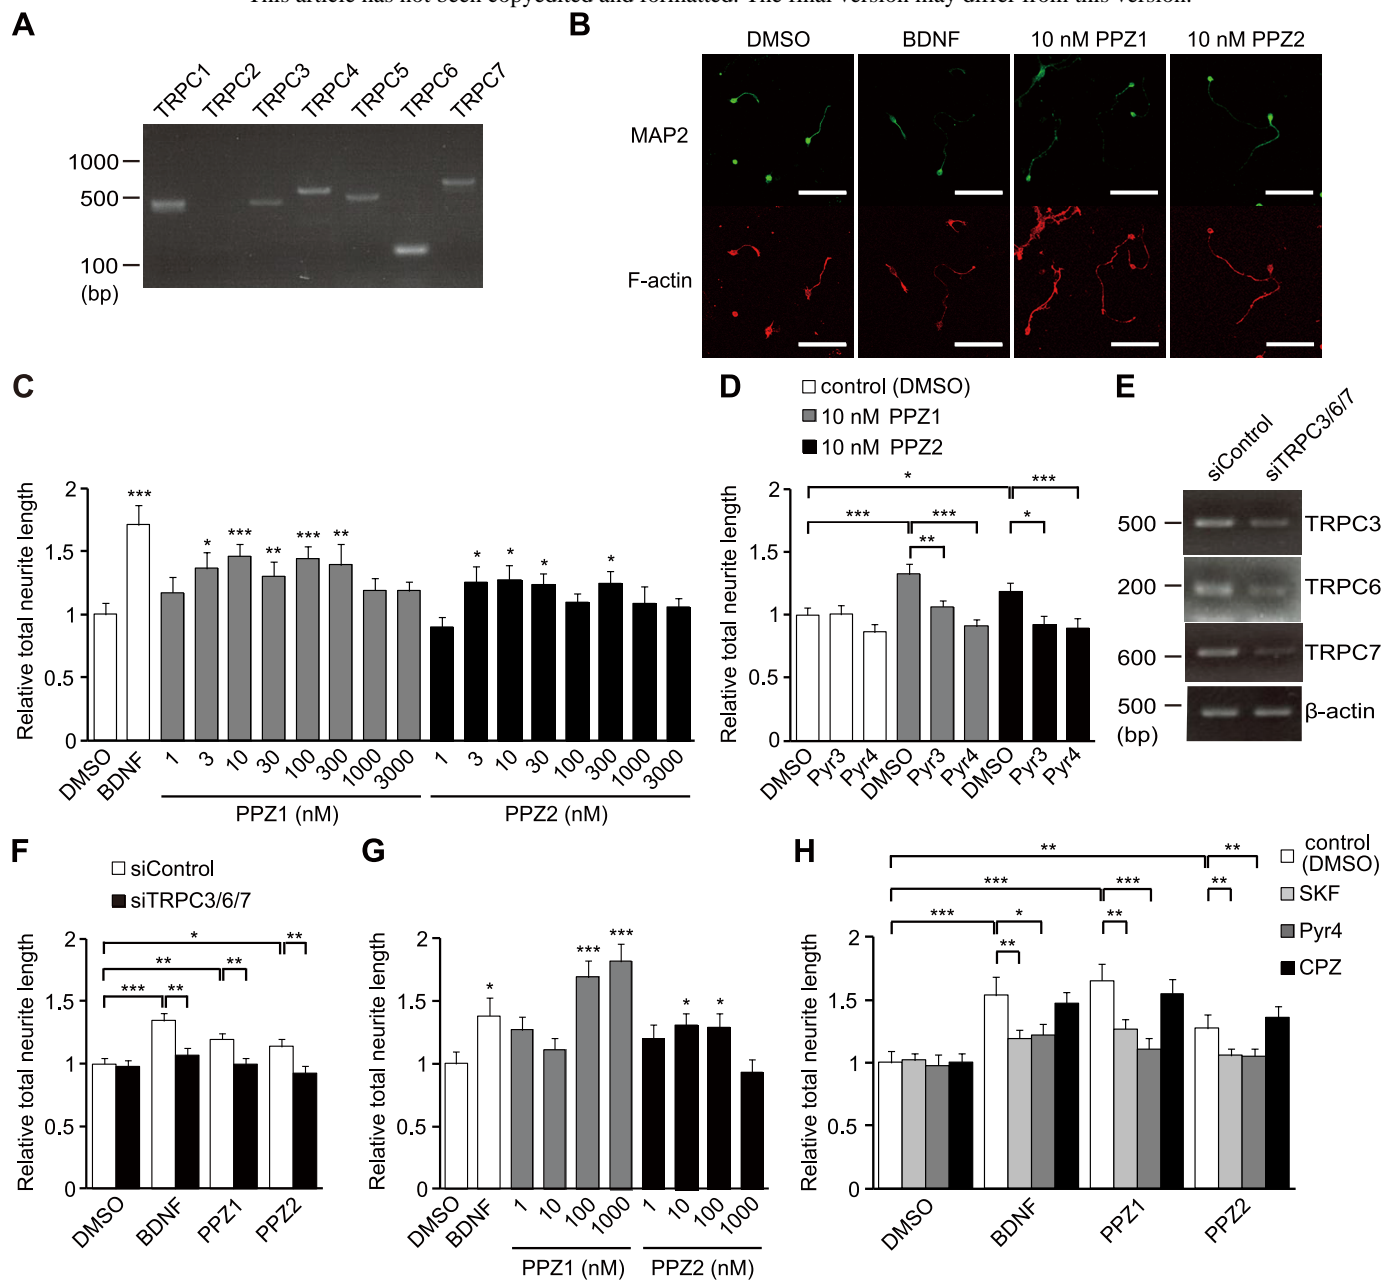 This article has not been copyedited and formatted. The final version may differ from this version.
A
TRPC1
TRPC2
TRPC3
TRPC4
TRPC5
TRPC6
TRPC7
1000
500
100
(bp)
B
DMSO
BDNF
10 nM PPZ1
10 nM PPZ2
MAP2
F-actin
C
Relative total neurite length
2
1.5
1
0.5
0
***
*
***
**
***
**
*
*
*
*
DMSO
BDNF
1
3
10
30
100
300
1000
3000
1
3
10
30
100
300
1000
3000
PPZ1 (nM)
PPZ2 (nM)
D
control (DMSO)
10 nM PPZ1
10 nM PPZ2
Relative total neurite length
2
1.5
1
0.5
0
*
***
***
***
**
*
DMSO
Pyr3
Pyr4
DMSO
Pyr3
Pyr4
DMSO
Pyr3
Pyr4
E
siControl
siTRPC3/6/7
500
TRPC3
200
TRPC6
600
TRPC7
500
β-actin
(bp)
F
siControl
siTRPC3/6/7
Relative total neurite length
2
1.5
1
0.5
0
*
**
**
**
***
**
DMSO
BDNF
PPZ1
PPZ2
G
Relative total neurite length
2
1.5
1
0.5
0
*
***
***
*
*
DMSO
BDNF
1
10
100
1000
1
10
100
1000
PPZ1 (nM)
PPZ2 (nM)
H
control
(DMSO)
SKF
Pyr4
CPZ
Relative total neurite length
2
1.5
1
0.5
0
**
**
***
***
**
***
*
**
**
DMSO
BDNF
PPZ1
PPZ2